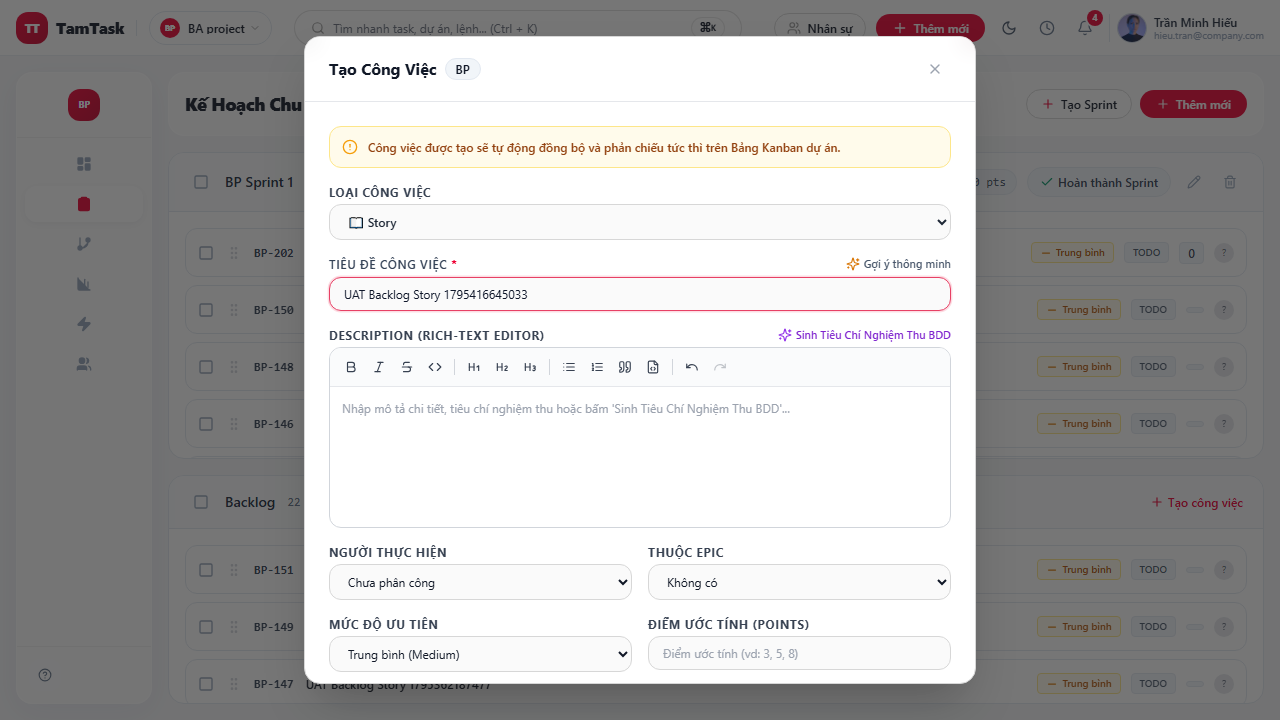 TT TamTask BP BA project Tìm nhanh task, dự án, lệnh... (Ctrl + K) ⌘K Nhân sự + Thêm mới 4 Trần Minh Hiếu
hieu.tran@company.com
Tạo Công Việc BP
BP
Kế Hoạch Chu + Tạo Sprint + Thêm mới
Công việc được tạo sẽ tự động đồng bộ và phản chiếu tức thì trên Bảng Kanban dự án.
BP Sprint 1 pts Hoàn thành Sprint
LOẠI CÔNG VIỆC
Story
BP-202 Trung bình TODO 0 ?
TIÊU ĐỀ CÔNG VIỆC * Gợi ý thông minh
UAT Backlog Story 1795416645033
BP-150 Trung bình TODO ?
DESCRIPTION (RICH-TEXT EDITOR) Sinh Tiêu Chí Nghiệm Thu BDD
B I S <> H1 H2 H3
BP-148 Trung bình TODO ?
Nhập mô tả chi tiết, tiêu chí nghiệm thu hoặc bấm 'Sinh Tiêu Chí Nghiệm Thu BDD'...
BP-146 Trung bình TODO ?
Backlog 22 + Tạo công việc
NGƯỜI THỰC HIỆN THUỘC EPIC
BP-151 Trung bình TODO ?
Chưa phân công Không có
MỨC ĐỘ ƯU TIÊN ĐIỂM ƯỚC TÍNH (POINTS)
BP-149 Trung bình TODO ?
Trung bình (Medium) Điểm ước tính (vd: 3, 5, 8)
BP-147 UAT Backlog Story 1795362187477 Trung bình TODO ?